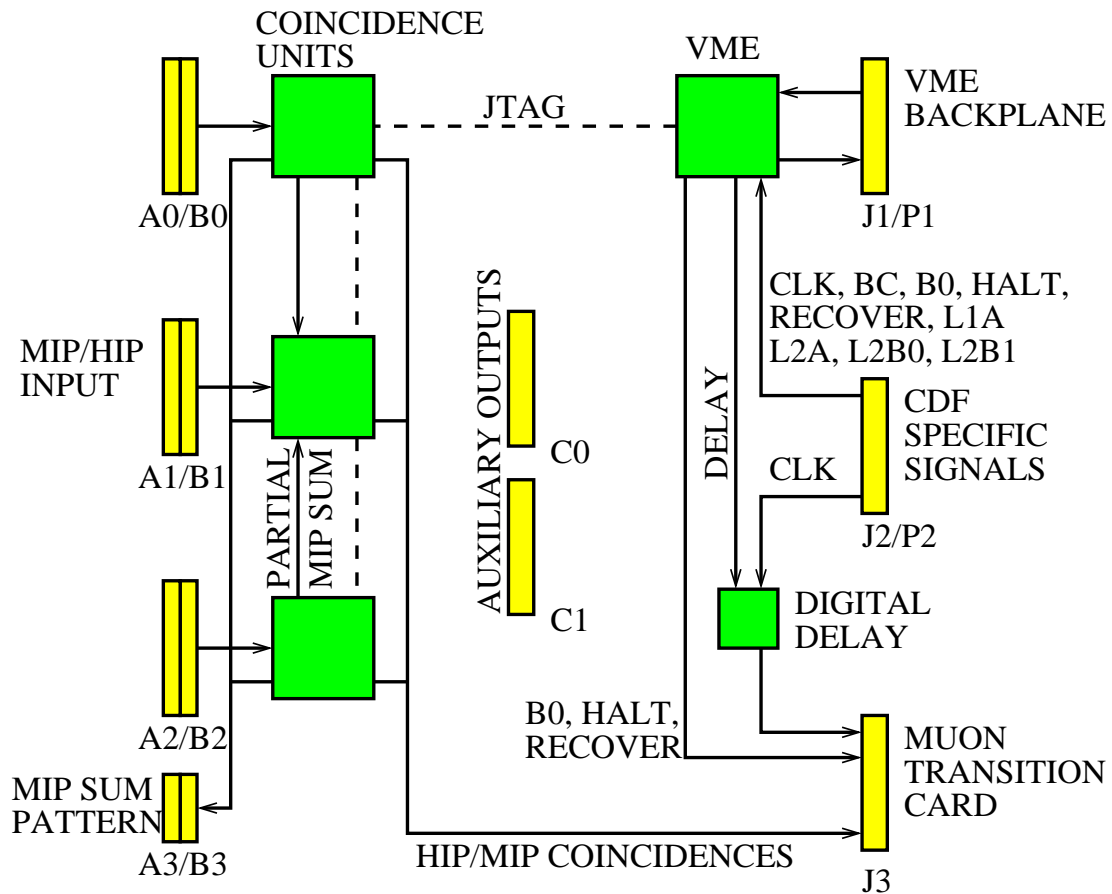 COINCIDENCE
UNITS
VME
JTAG
VME
BACKPLANE
A0/B0
J1/P1
CLK, BC, B0, HALT,
RECOVER, L1A
L2A, L2B0, L2B1
MIP/HIP
INPUT
AUXILIARY OUTPUTS
DELAY
CDF
SPECIFIC
SIGNALS
A1/B1
C0
CLK
PARTIAL
MIP SUM
J2/P2
C1
DIGITAL
DELAY
A2/B2
B0, HALT,
RECOVER
MUON
TRANSITION
CARD
MIP SUM
PATTERN
A3/B3
HIP/MIP COINCIDENCES
J3